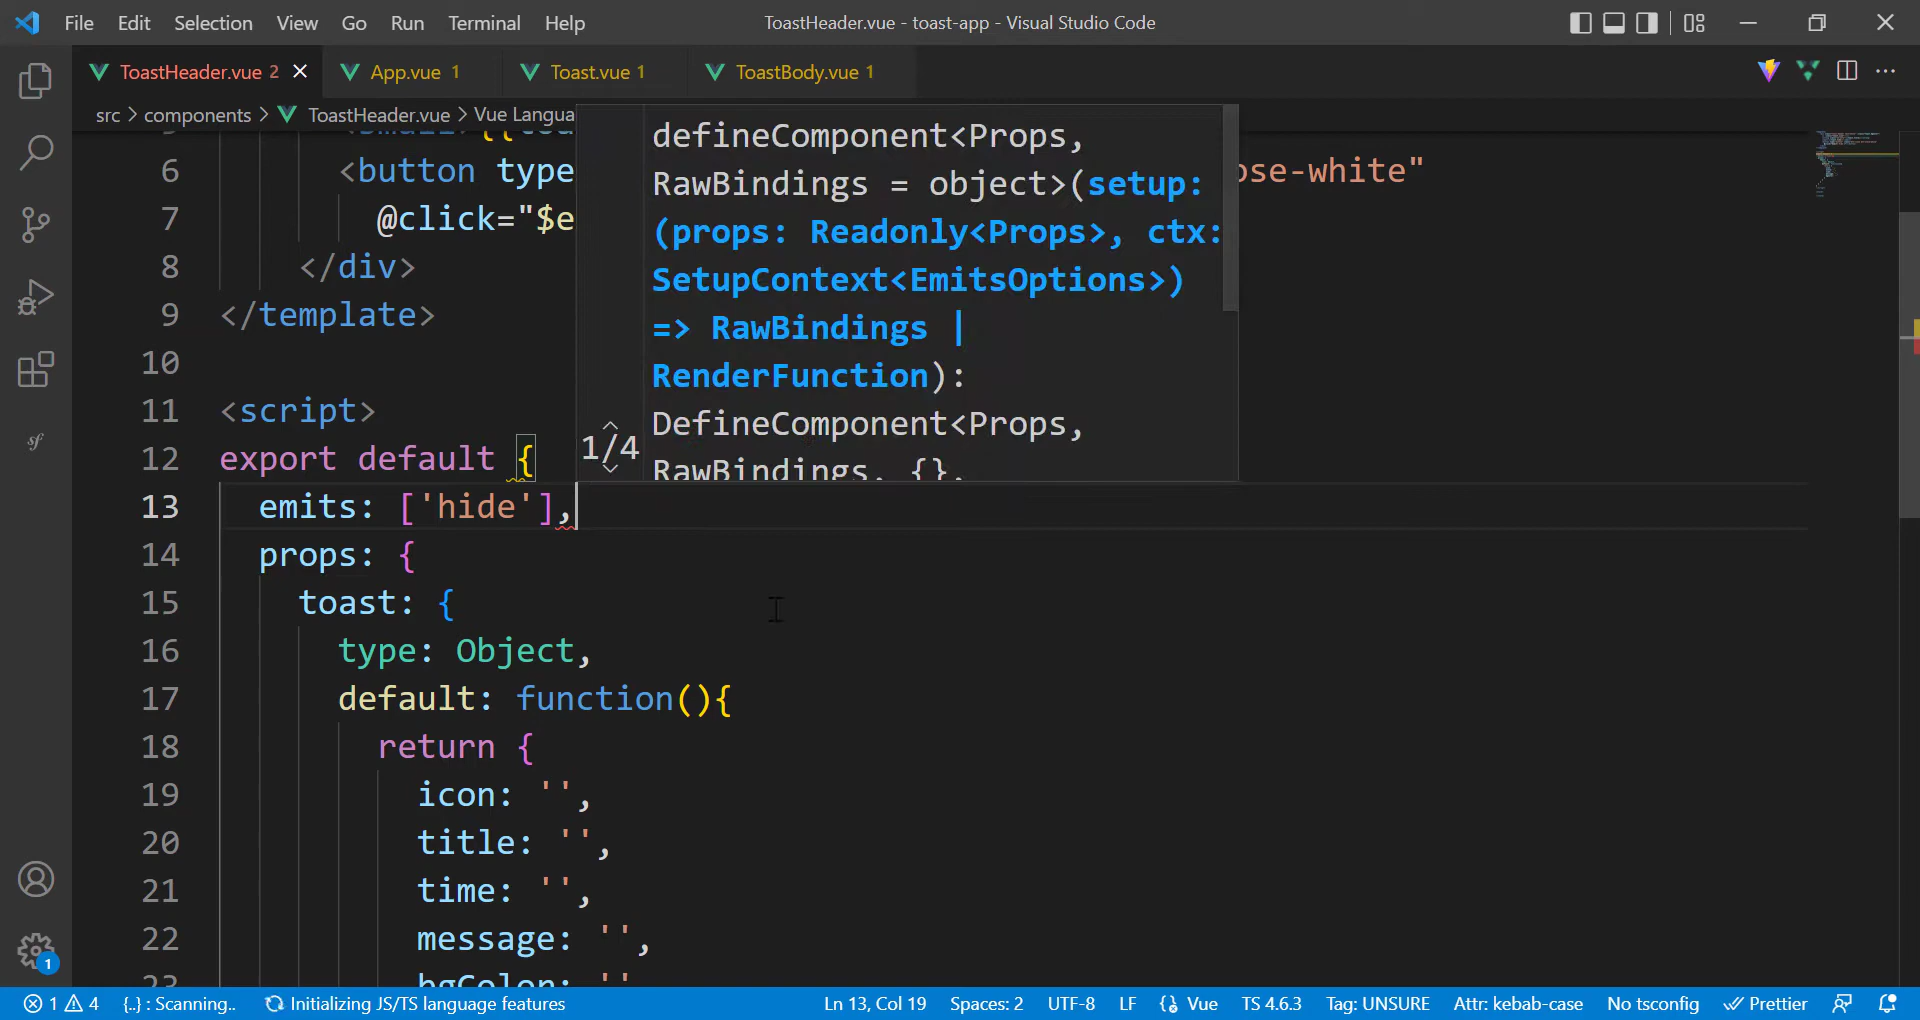 File Edit Selection View Go Run Terminal Help
ToastHeader.vue - toast-app - Visual Studio Code
ToastHeader.vue 2
App.vue 1
Toast.vue 1
ToastBody.vue 1
src > components > ToastHeader.vue > Vue Langua
6 <button type ose-white"
7 @click="$e
8 </div>
9 </template>
10
11 <script>
12 export default {
13 emits: ['hide'],
14 props: {
15 toast: {
16 type: Object,
17 default: function(){
18 return {
19 icon: '',
20 title: '',
21 time: '',
22 message: '',
defineComponent<Props,
RawBindings = object>(setup:
(props: Readonly<Props>, ctx:
SetupContext<EmitsOptions>)
=> RawBindings |
RenderFunction):
DefineComponent<Props,
RawBindings, {},
1/4
sf
1
1 4 {..} : Scanning.. Initializing JS/TS language features
Ln 13, Col 19 Spaces: 2 UTF-8 LF {} Vue TS 4.6.3 Tag: UNSURE Attr: kebab-case No tsconfig Prettier